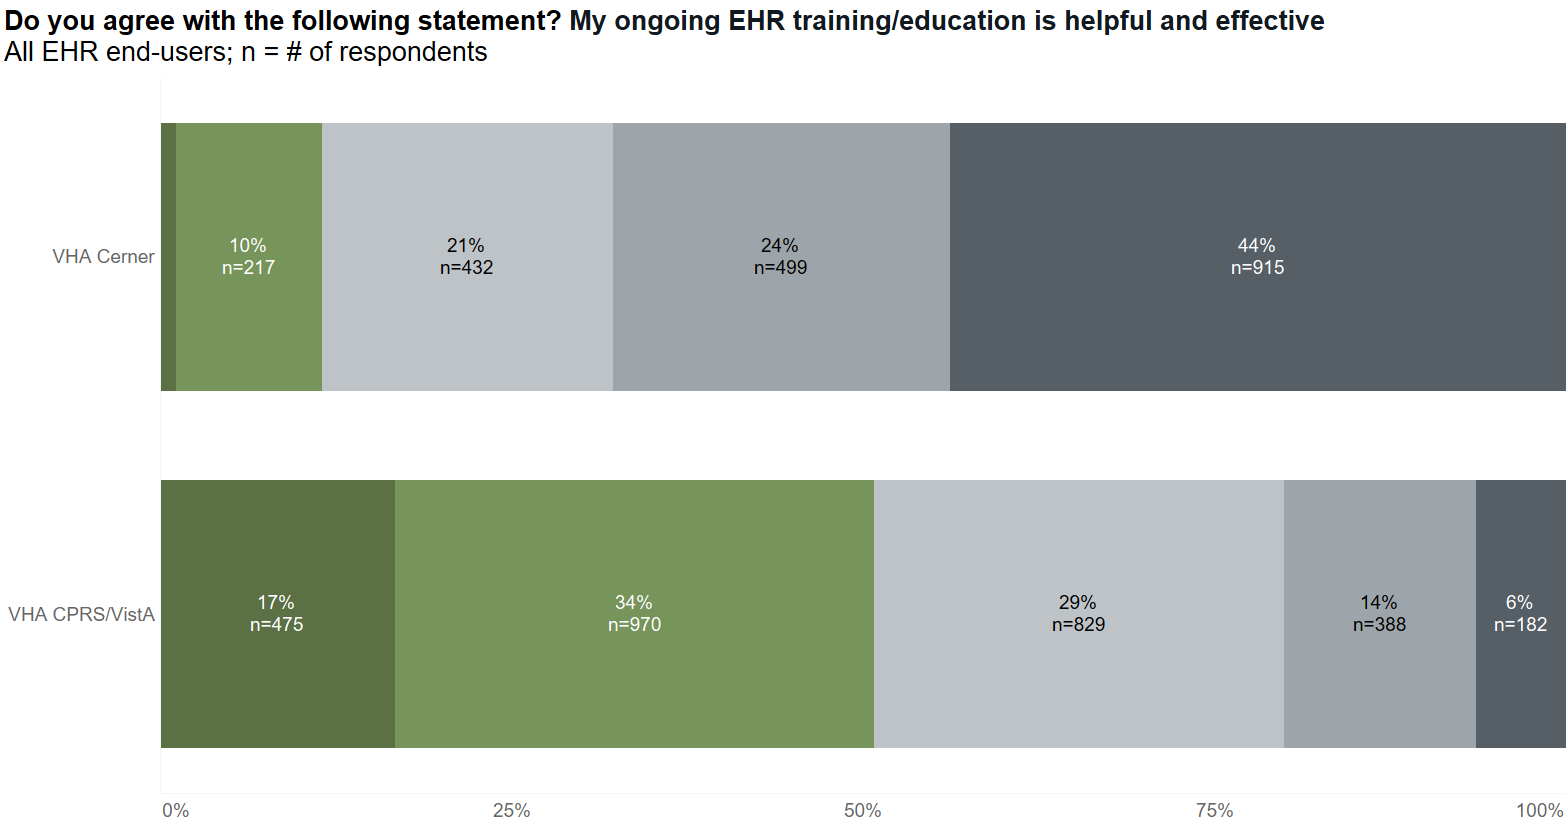 Do you agree with the following statement? My ongoing EHR training/education is helpful and effective
All EHR end-users; n = # of respondents
VHA Cerner
10%
n=217
21%
n=432
24%
n=499
44%
n=915
VHA CPRS/VistA
17%
n=475
34%
n=970
29%
n=829
14%
n=388
6%
n=182
0%
25%
50%
75%
100%